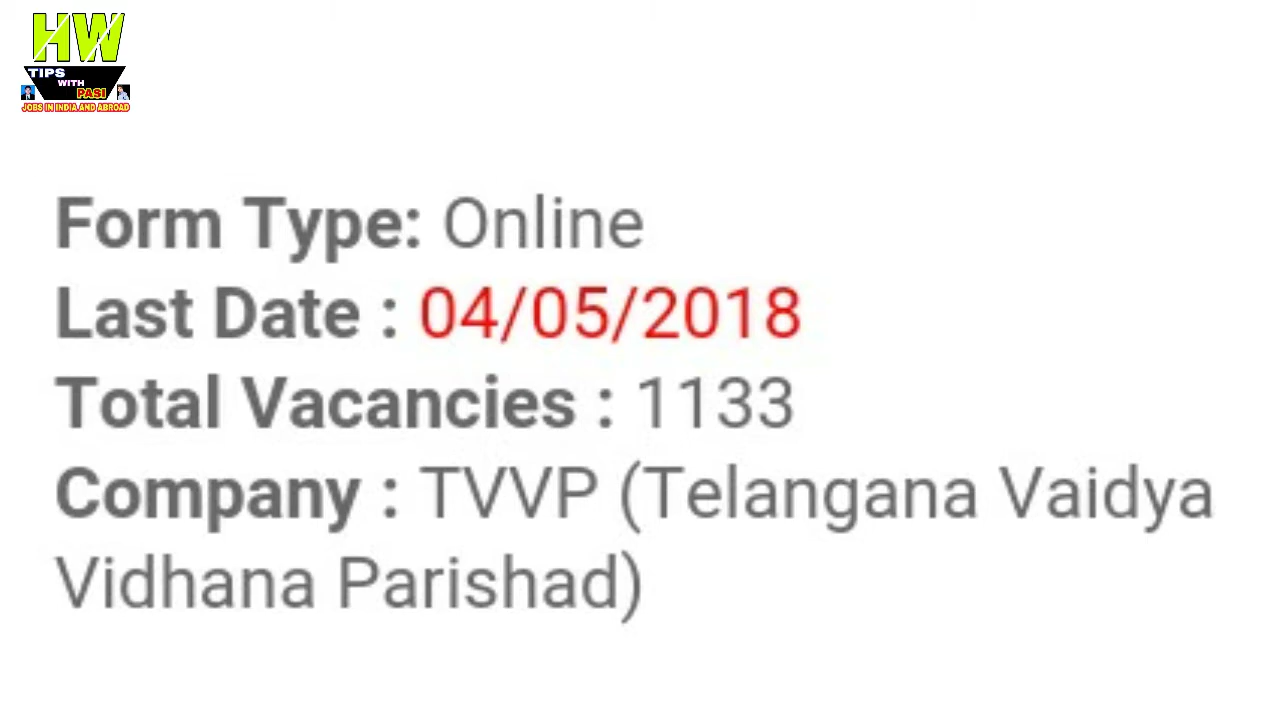 HW
TIPS
WITH
PASI
JOBS IN INDIA AND ABROAD
Form Type: Online
Last Date : 04/05/2018
Total Vacancies : 1133
Company : TVVP (Telangana Vaidya
Vidhana Parishad)